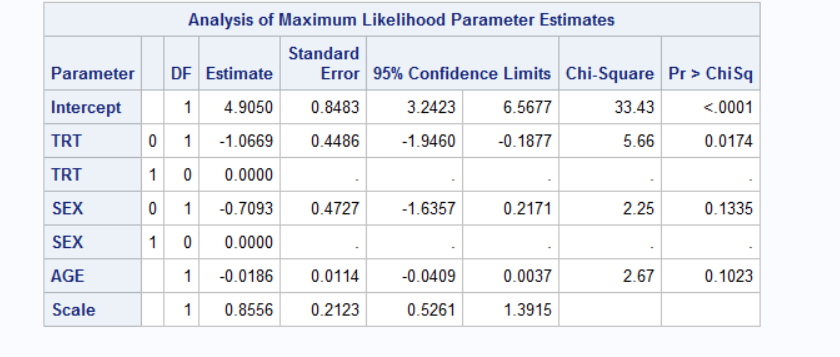 Analysis of Maximum Likelihood Parameter Estimates
Parameter DF Estimate Standard Error 95% Confidence Limits Chi-Square Pr > ChiSq
Intercept 1 4.9050 0.8483 3.2423 6.5677 33.43 <.0001
TRT 0 1 -1.0669 0.4486 -1.9460 -0.1877 5.66 0.0174
TRT 1 0 0.0000 . . . . .
SEX 0 1 -0.7093 0.4727 -1.6357 0.2171 2.25 0.1335
SEX 1 0 0.0000 . . . . .
AGE 1 -0.0186 0.0114 -0.0409 0.0037 2.67 0.1023
Scale 1 0.8556 0.2123 0.5261 1.3915